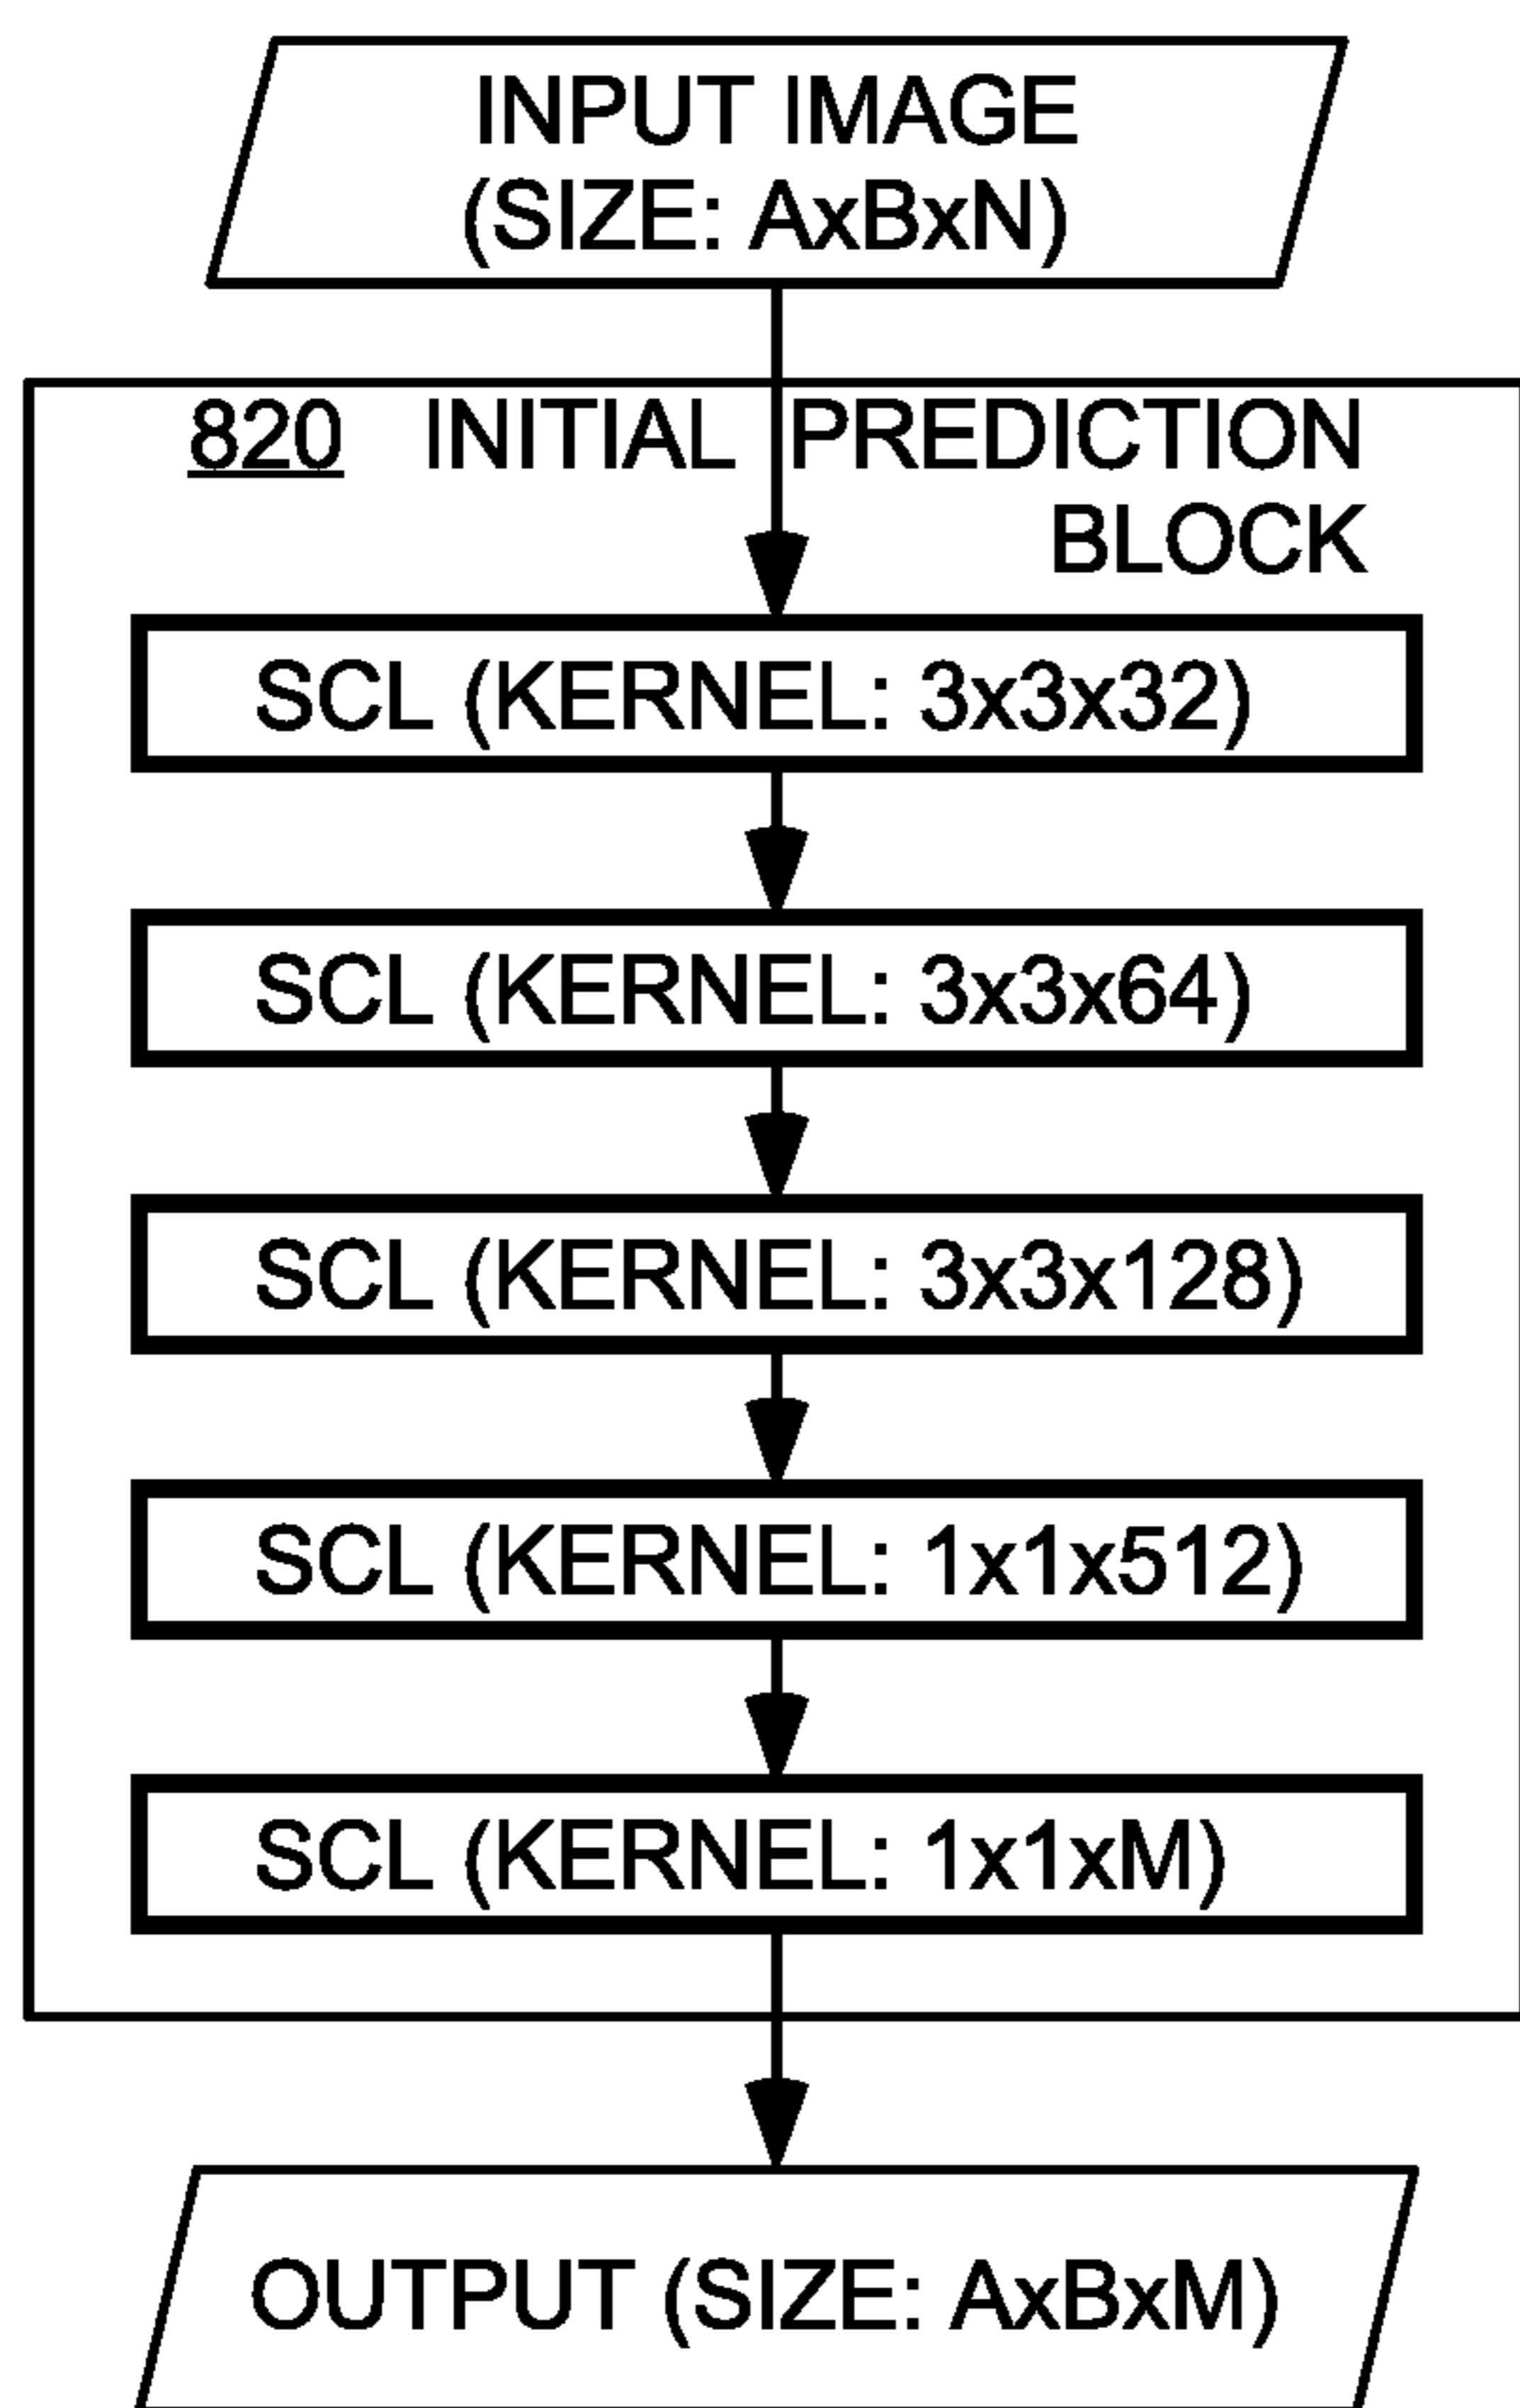 INPUT IMAGE
(SIZE: AxBxN)
820 INITIAL PREDICTION
BLOCK
SCL (KERNEL: 3x3x32)
SCL (KERNEL: 3x3x64)
SCL (KERNEL: 3x3x128)
SCL (KERNEL: 1x1x512)
SCL (KERNEL: 1x1xM)
OUTPUT (SIZE: AxBxM)